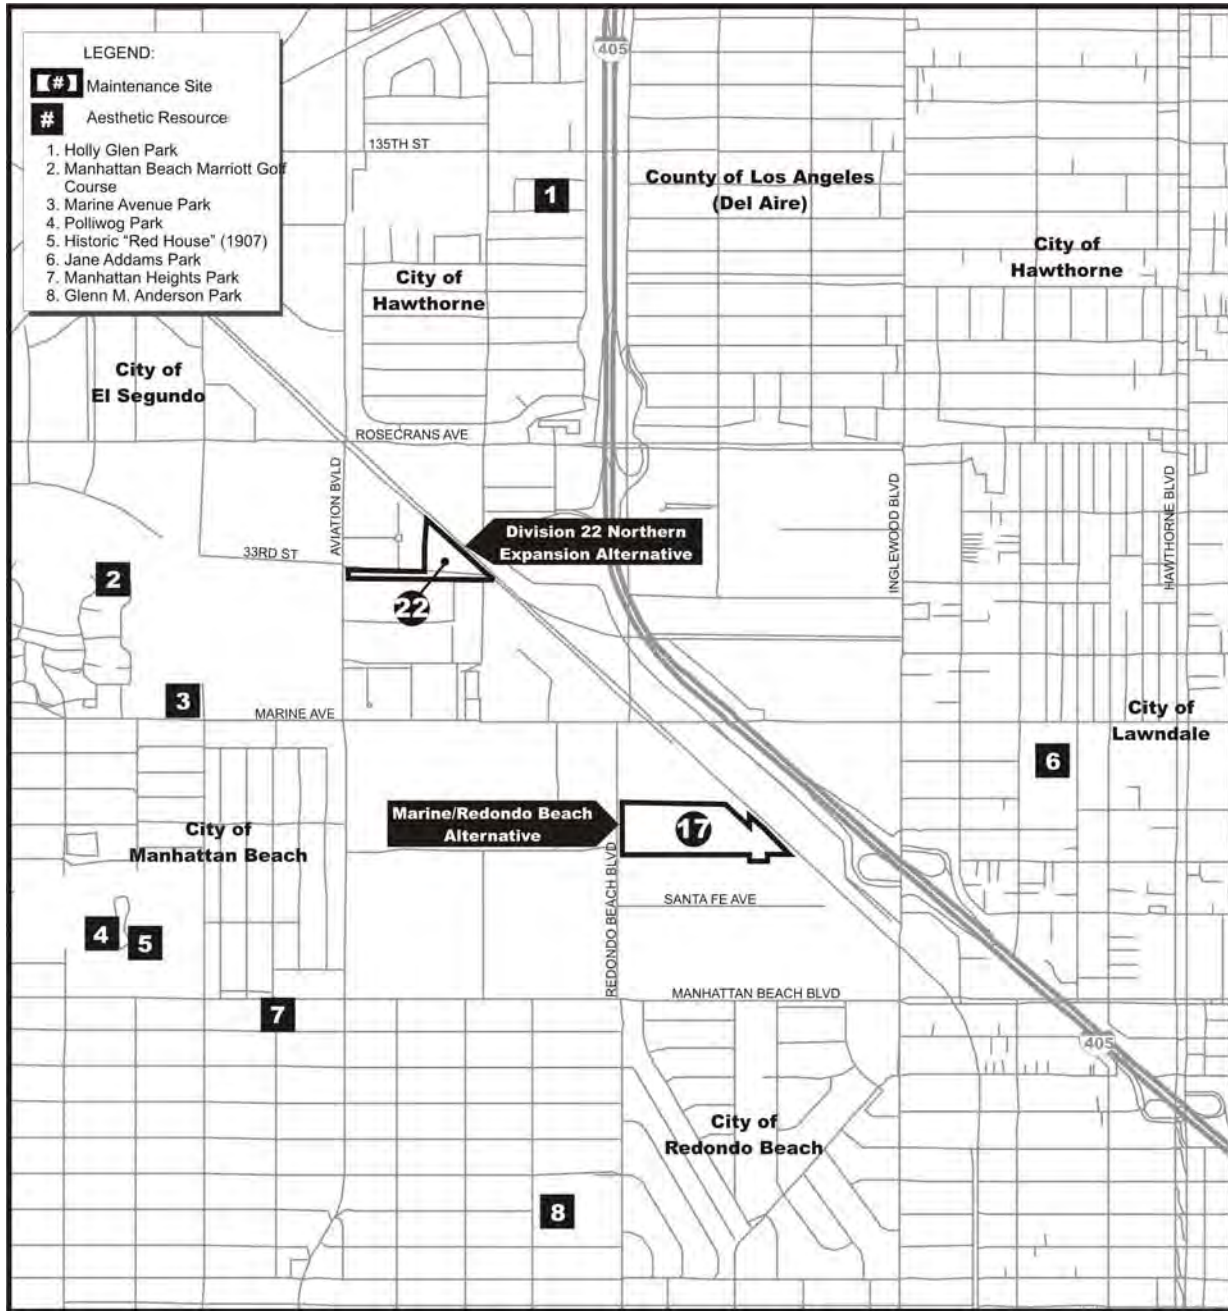 LEGEND:
(#) Maintenance Site
# Aesthetic Resource
1. Holly Glen Park
2. Manhattan Beach Marriott Golf
Course
3. Marine Avenue Park
4. Polliwog Park
5. Historic “Red House” (1907)
6. Jane Addams Park
7. Manhattan Heights Park
8. Glenn M. Anderson Park
405
135TH ST
1
County of Los Angeles
(Del Aire)
City of
Hawthorne
City of
Hawthorne
City of
El Segundo
ROSECRANS AVE
AVIATION BVLD
INGLEWOOD BLVD
HAWTHORNE BLVD
Division 22 Northern
Expansion Alternative
33RD ST
2
22
3
MARINE AVE
City of
Lawndale
6
Marine/Redondo Beach
Alternative
17
City of
Manhattan Beach
REDONDO BEACH BLVD
SANTA FE AVE
4
5
MANHATTAN BEACH BLVD
7
405
City of
Redondo Beach
8